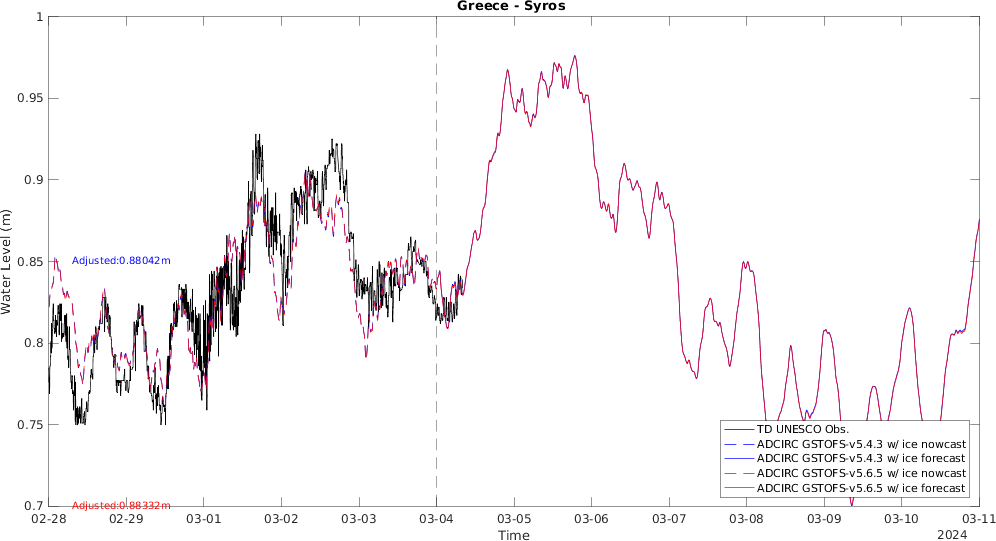 Greece - Syros
Water Level (m)
1
0.95
0.9
0.85
0.8
0.75
0.7
Adjusted:0.88042m
Adjusted:0.88332m
TD UNESCO Obs.
ADCIRC GSTOFS-v5.4.3 w/ ice nowcast
ADCIRC GSTOFS-v5.4.3 w/ ice forecast
ADCIRC GSTOFS-v5.6.5 w/ ice nowcast
ADCIRC GSTOFS-v5.6.5 w/ ice forecast
02-28 02-29 03-01 03-02 03-03 03-04 03-05 03-06 03-07 03-08 03-09 03-10 03-11
Time
2024